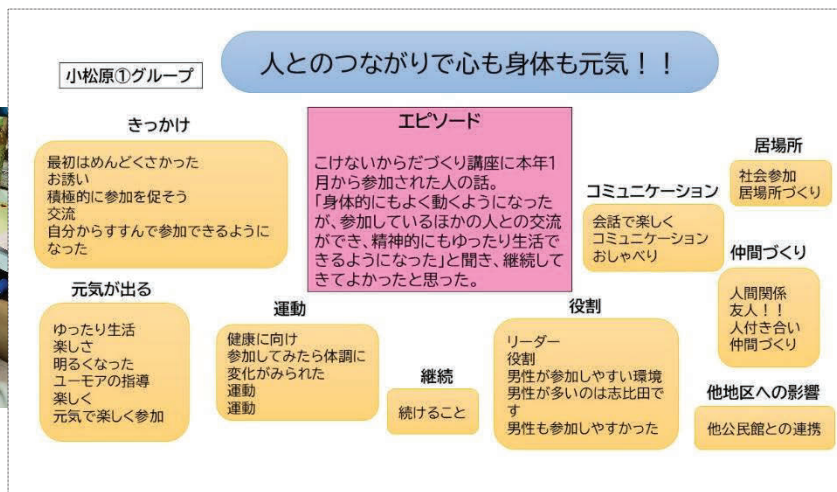 人とのつながりで心も身体も元気！！
小松原①グループ
きっかけ
最初はめんどくさかった
お誘い
積極的に参加を促そう
交流
自分からすすんで参加できるように
なった
エピソード
こけないからだづくり講座に本年1
月から参加された人の話。
「身体的にもよく動くようになった
が、参加しているほかの人との交流
ができ、精神的にもゆったり生活で
きるようになった」と聞き、継続し
てきてよかったと思った。
コミュニケーション
会話で楽しく
コミュニケーション
おしゃべり
居場所
社会参加
居場所づくり
仲間づくり
人間関係
友人！！
人付き合い
仲間づくり
元気が出る
ゆったり生活
楽しさ
明るくなった
ユーモアの指導
楽しく
元気で楽しく参加
運動
健康に向け
参加してみたら体調に
変化がみられた
運動
運動
継続
続けること
役割
リーダー
役割
男性が参加しやすい環境
男性が多いのは志比田で
す
男性も参加しやすかった
他地区への影響
他公民館との連携